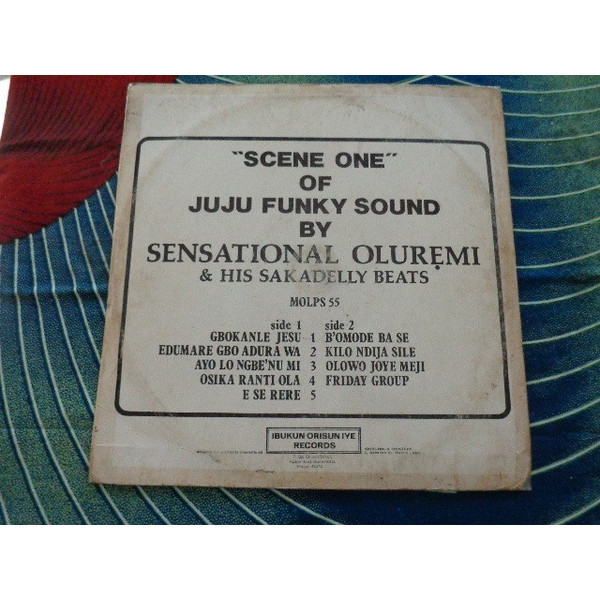 "SCENE ONE"
OF
JUJU FUNKY SOUND
BY
SENSATIONAL OLURẸMI
& HIS SAKADELLY BEATS
MOLPS 55
side 1 side 2
GBOKANLE JESU 1 B'OMODE BA SE
EDUMARE GBO ADURA WA 2 KILO NDIJA SILE
AYO LO NGBE'NU MI 3 OLOWO JOYE MEJI
OSIKA RANTI OLA 4 FRIDAY GROUP
E SE RERE 5
IBUKUN ORISUN IYE
RECORDS